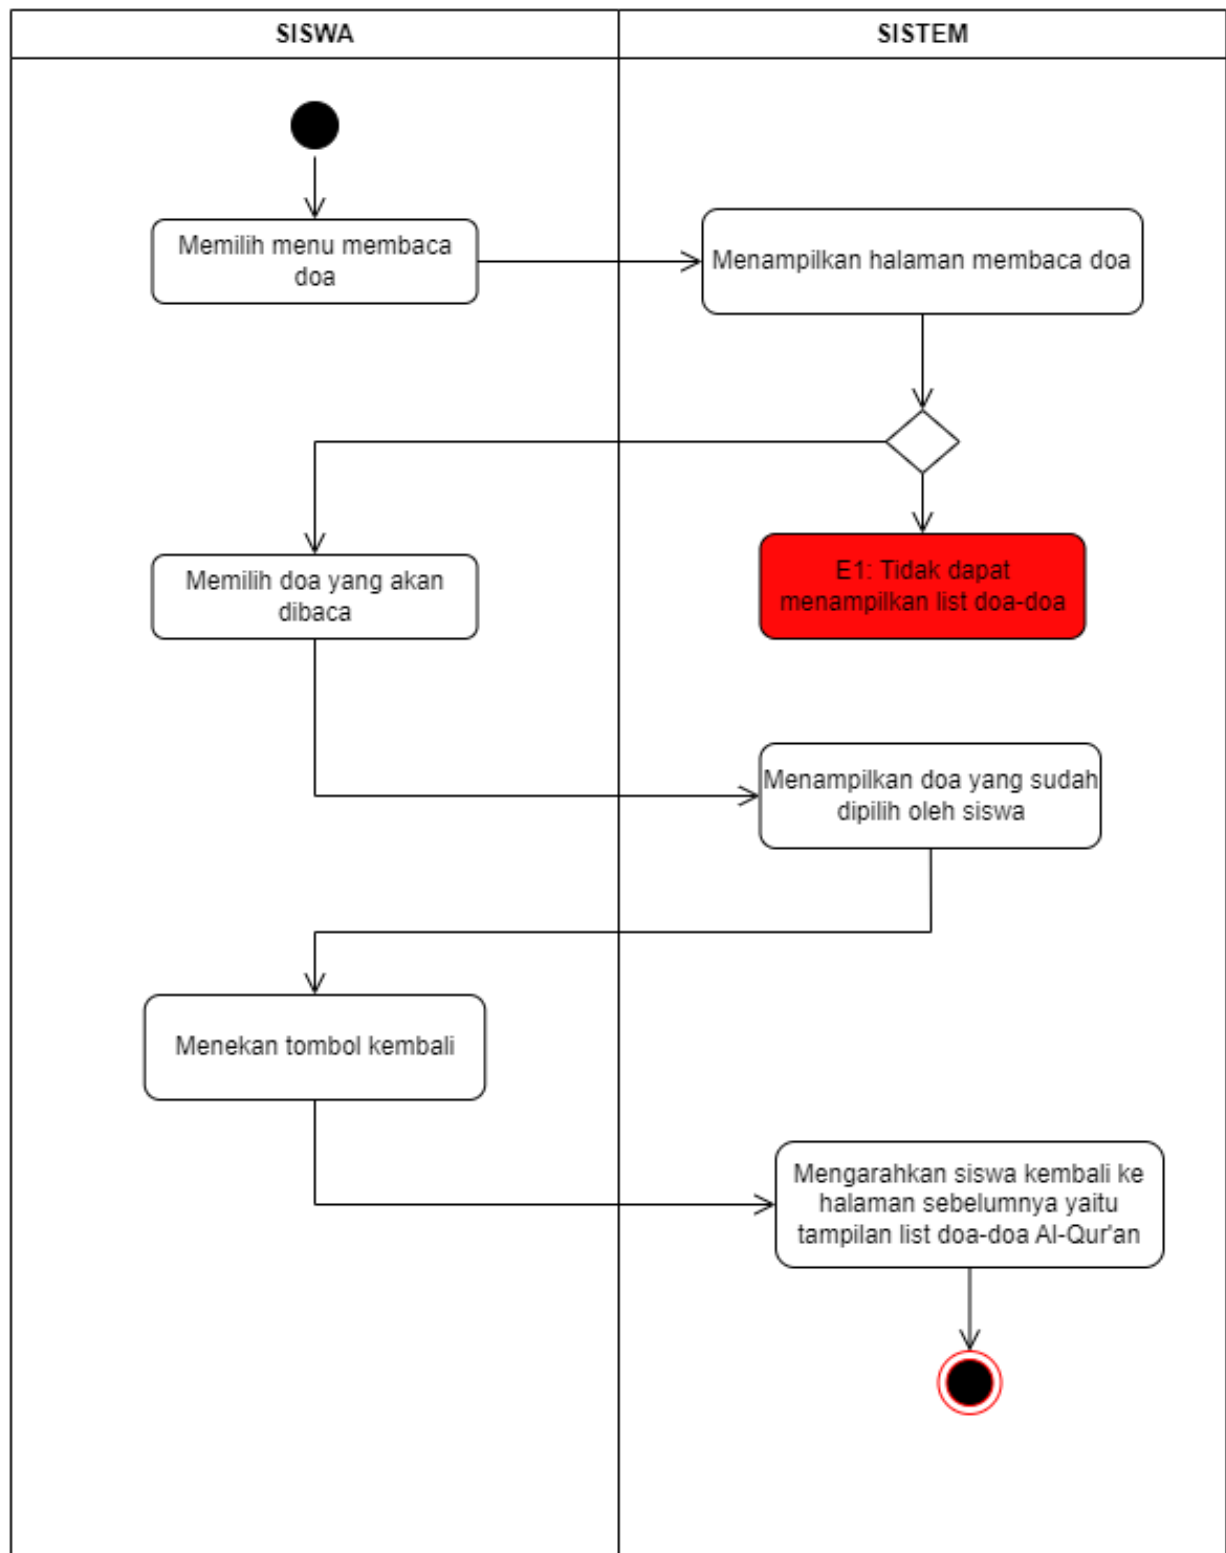 SISWA
SISTEM
Memilih menu membaca
doa
Menampilkan halaman membaca doa
Memilih doa yang akan
dibaca
E1: Tidak dapat
menampilkan list doa-doa
Menampilkan doa yang sudah
dipilih oleh siswa
Menekan tombol kembali
Mengarahkan siswa kembali ke
halaman sebelumnya yaitu
tampilan list doa-doa Al-Qur'an